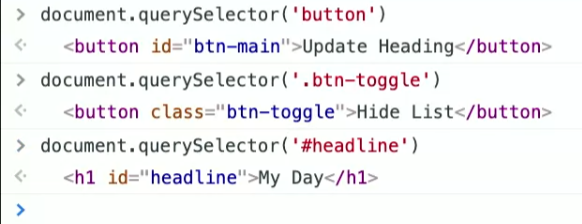 > document.querySelector('button')
<· <button id="btn-main">Update Heading</button>
> document.querySelector('.btn-toggle')
<· <button class="btn-toggle">Hide List</button>
> document.querySelector('#headline')
<· <h1 id="headline">My Day</h1>
>